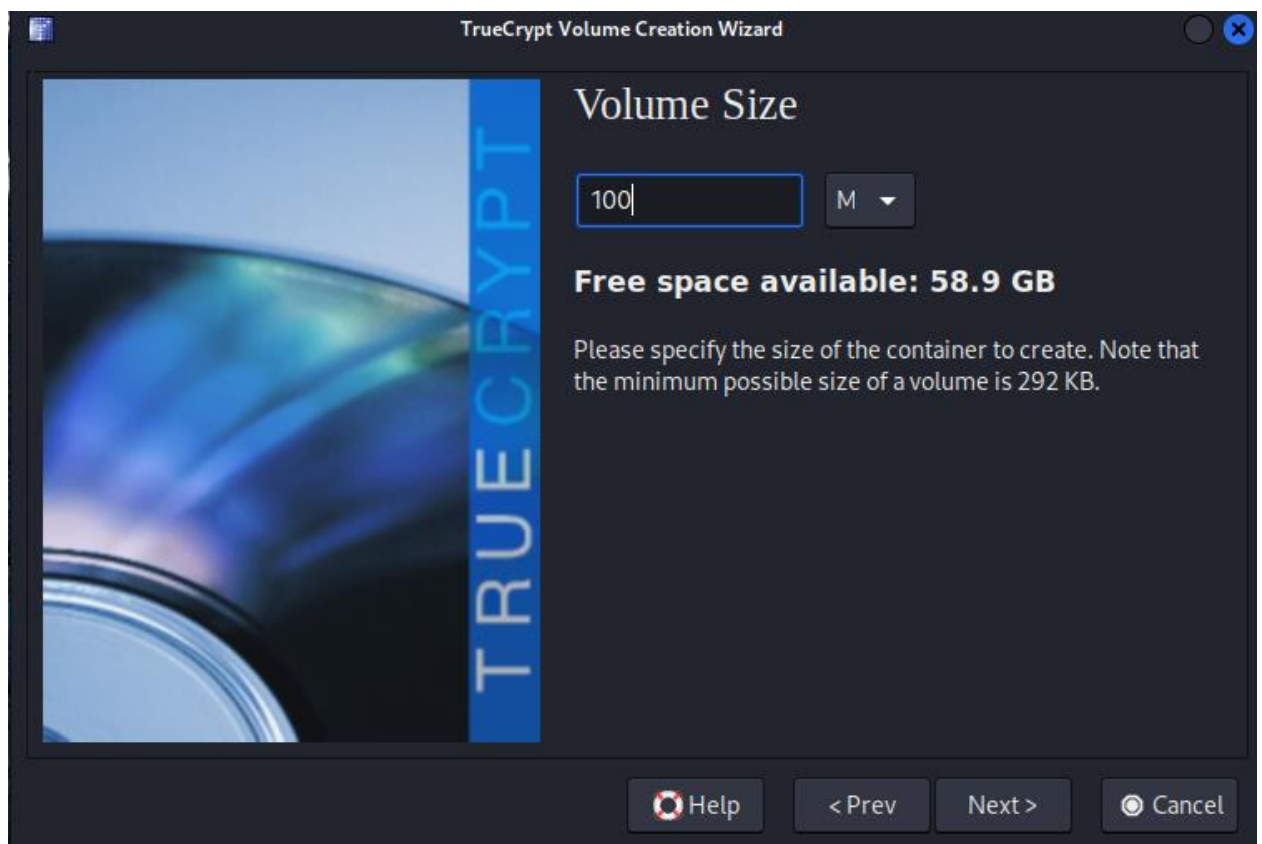 TrueCrypt Volume Creation Wizard
TRUECRYPT
Volume Size
100
M
Free space available: 58.9 GB
Please specify the size of the container to create. Note that
the minimum possible size of a volume is 292 KB.
Help
< Prev
Next >
Cancel